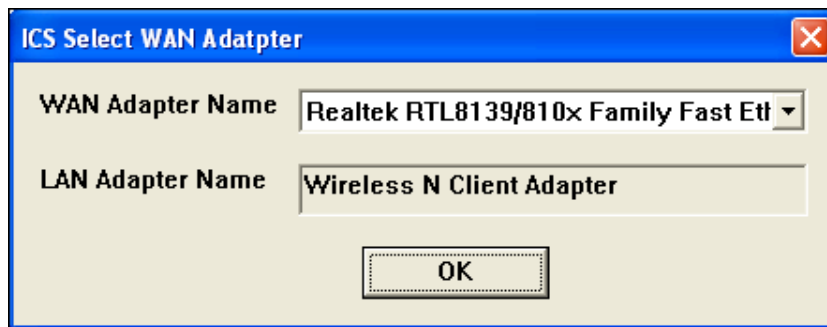 ICS Select WAN Adatpter
WAN Adapter Name Realtek RTL8139/810x Family Fast Eth
LAN Adapter Name Wireless N Client Adapter
OK